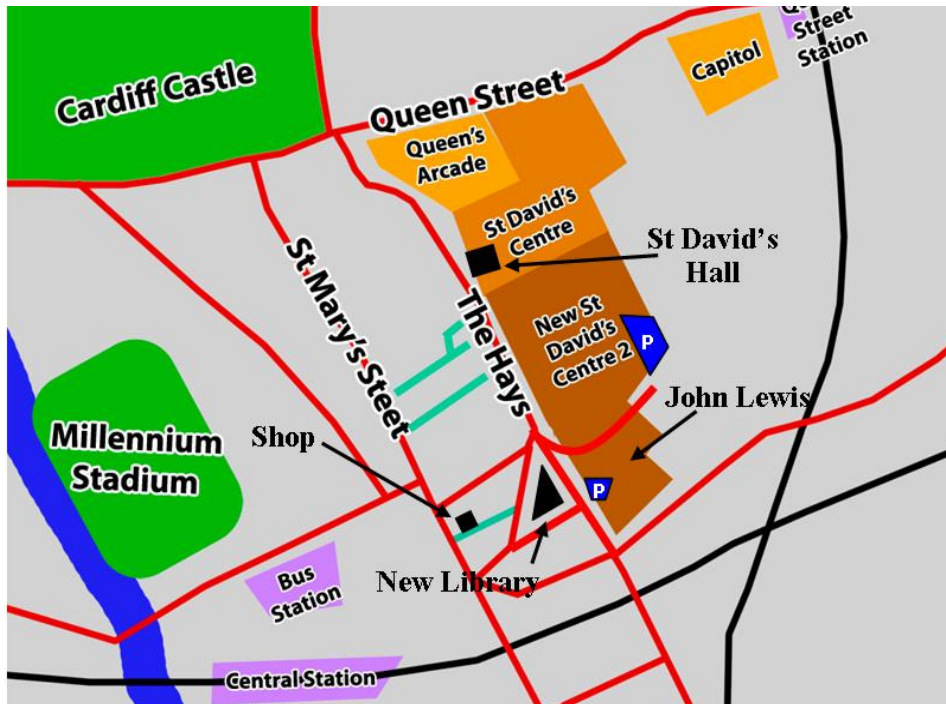 Cardiff Castle
Queen Street
Capitol
Street
Station
Queen's
Arcade
St David's
Centre
St David's
Hall
St Mary's Steet
The Hays
New St
David's
Centre 2
P
John Lewis
Shop
Millennium
Stadium
P
New Library
Bus
Station
Central Station